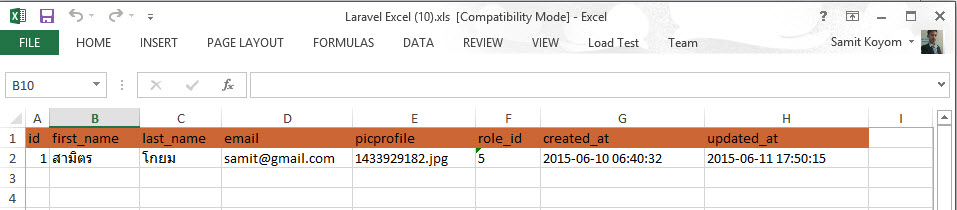 Laravel Excel (10).xls [Compatibility Mode] - Excel
FILE HOME INSERT PAGE LAYOUT FORMULAS DATA REVIEW VIEW Load Test Team Samit Koyom
B10 fx
A B C D E F G H I
1 id first_name last_name email picprofile role_id created_at updated_at
2 1 สามิตร โกยม samit@gmail.com 1433929182.jpg 5 2015-06-10 06:40:32 2015-06-11 17:50:15
3
4